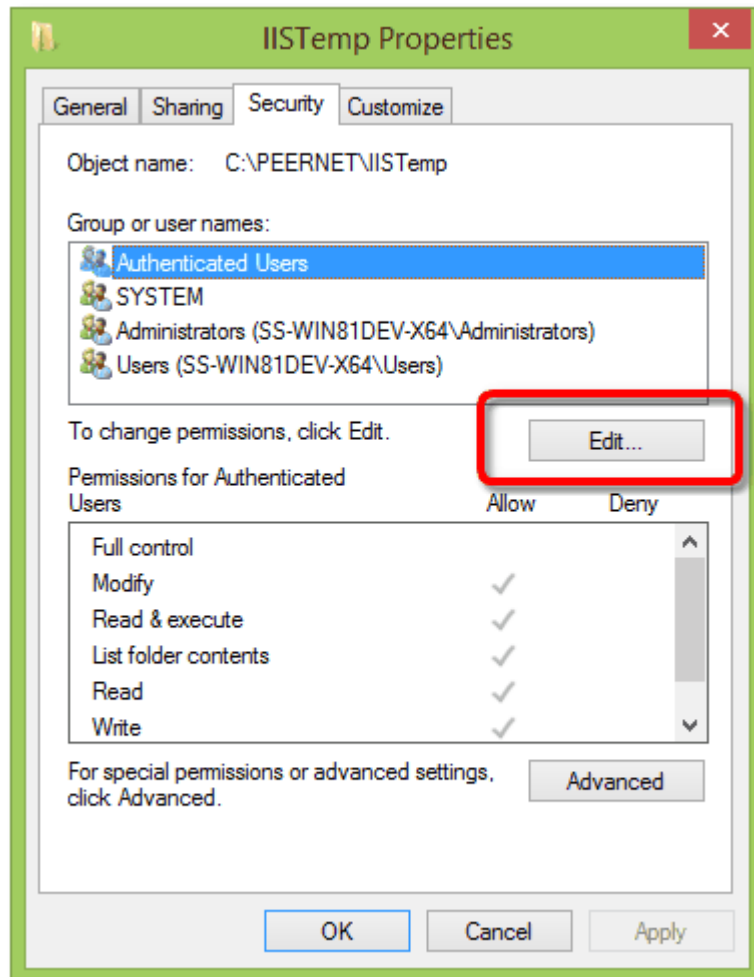 IISTemp Properties
General Sharing Security Customize
Object name: C:\PEERNET\IISTemp
Group or user names:
Authenticated Users
SYSTEM
Administrators (SS-WIN81DEV-X64\Administrators)
Users (SS-WIN81DEV-X64\Users)
To change permissions, click Edit.
Edit...
Permissions for Authenticated
Users Allow Deny
Full control
Modify
Read & execute
List folder contents
Read
Write
For special permissions or advanced settings,
click Advanced.
Advanced
OK Cancel Apply